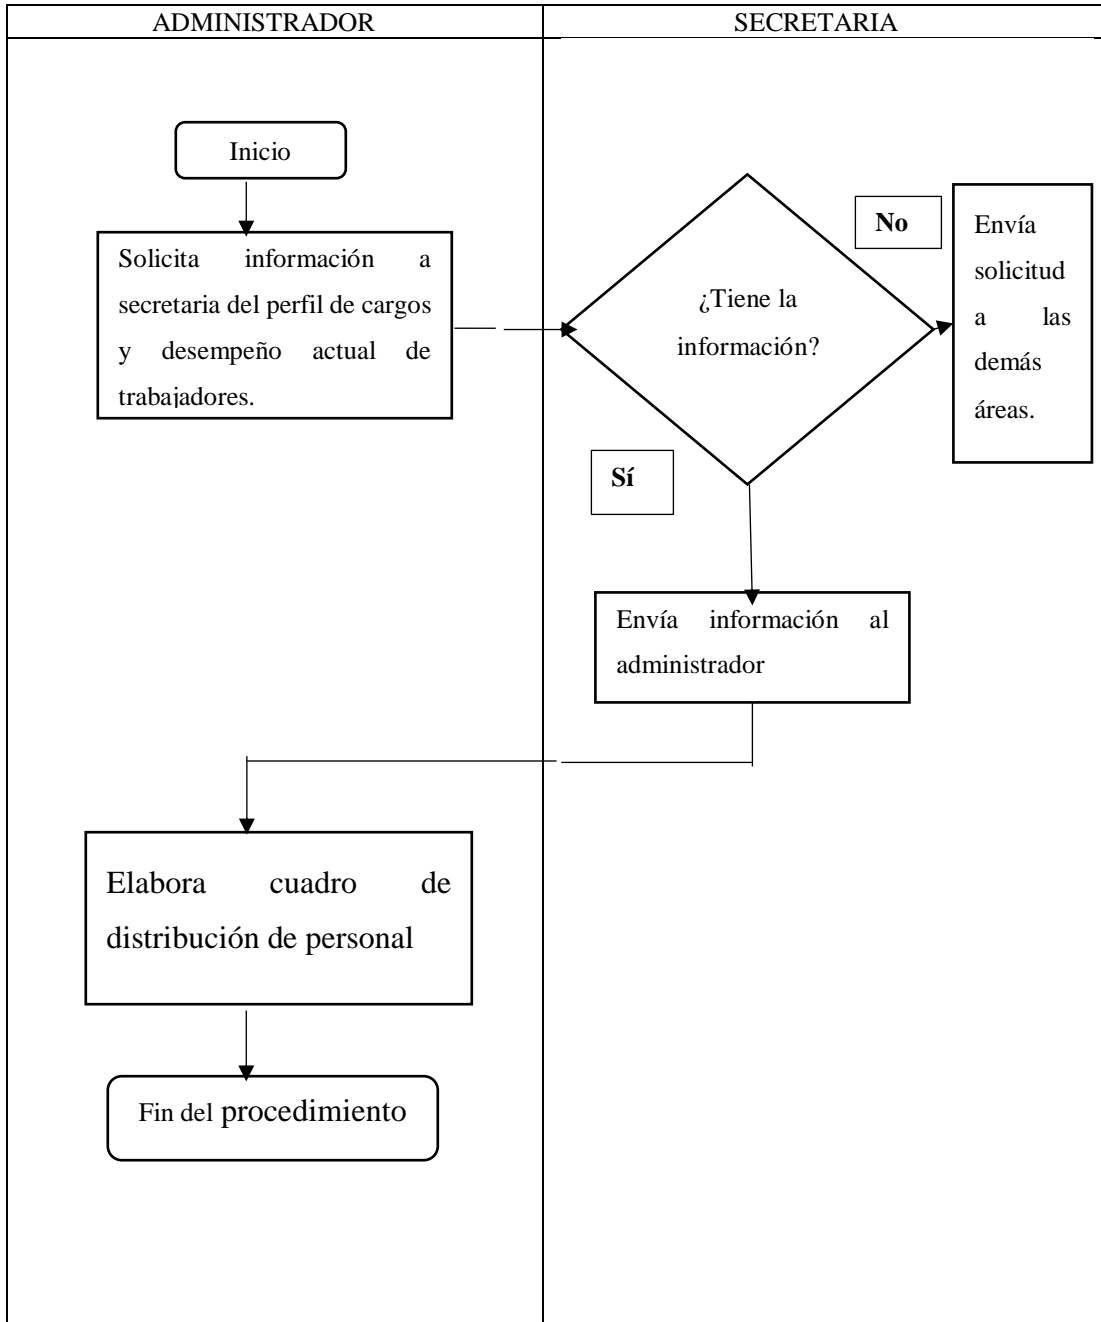 ADMINISTRADOR
SECRETARIA
Inicio
Solicita información a
secretaria del perfil de cargos
y desempeño actual de
trabajadores.
¿Tiene la
información?
No
Envía
solicitud
a las
demás
áreas.
Sí
Envía información al
administrador
Elabora cuadro de
distribución de personal
Fin del procedimiento